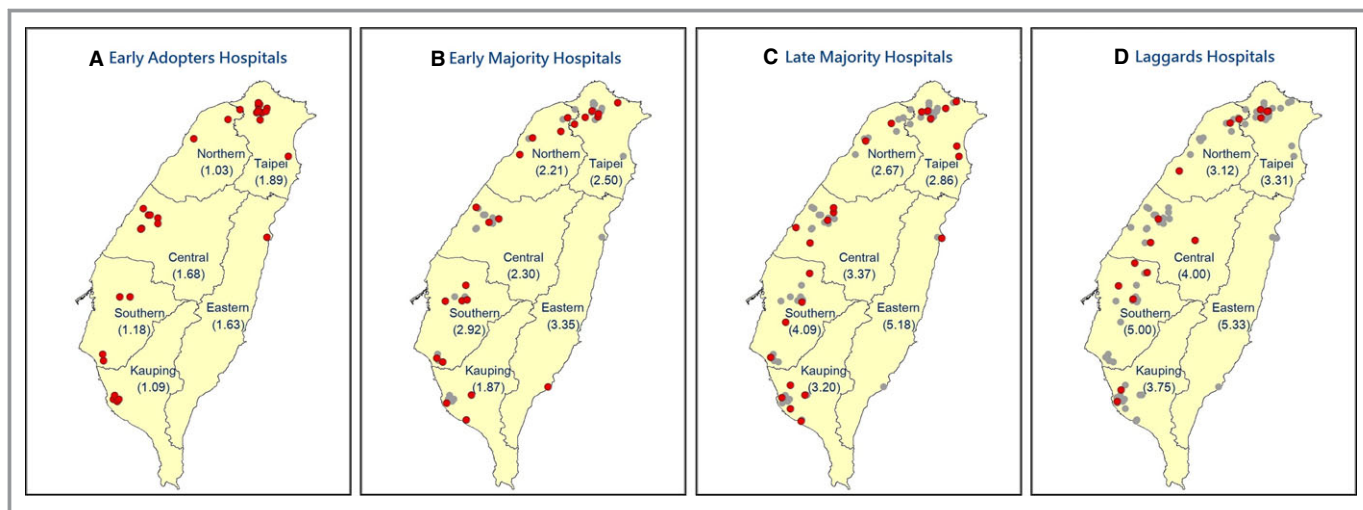 A Early Adopters Hospitals
Northern
(1.03)
Taipei
(1.89)
Central
(1.68)
Southern
(1.18)
Eastern
(1.63)
Kauping
(1.09)
B Early Majority Hospitals
Northern
(2.21)
Taipei
(2.50)
Central
(2.30)
Southern
(2.92)
Eastern
(3.35)
Kauping
(1.87)
C Late Majority Hospitals
Northern
(2.67)
Taipei
(2.86)
Central
(3.37)
Southern
(4.09)
Eastern
(5.18)
Kauping
(3.20)
D Laggards Hospitals
Northern
(3.12)
Taipei
(3.31)
Central
(4.00)
Southern
(5.00)
Eastern
(5.33)
Kauping
(3.75)